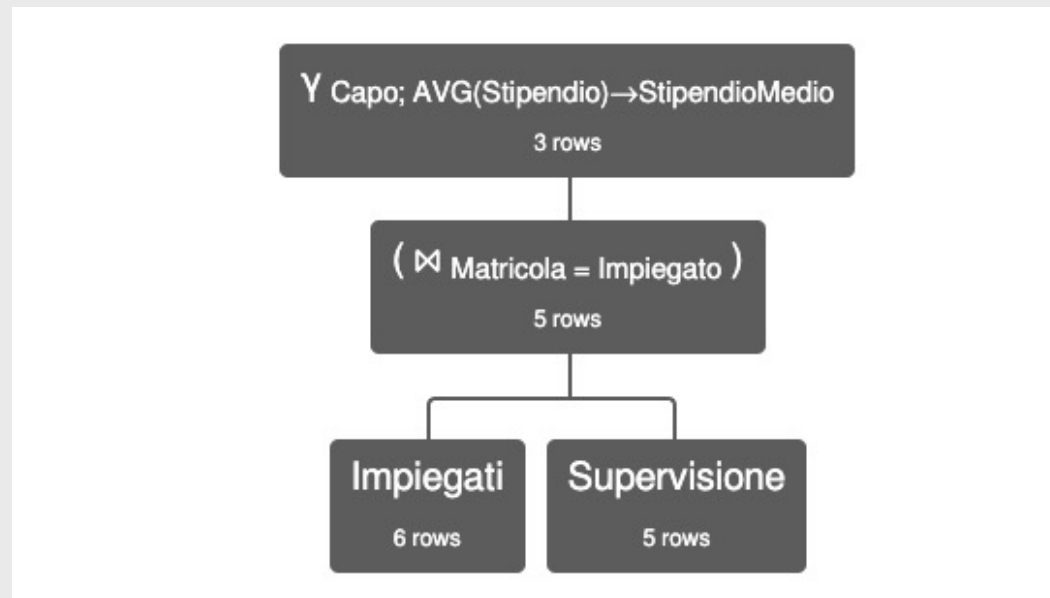 γ Capo; AVG(Stipendio)→StipendioMedio
3 rows
( ⋈ Matricola = Impiegato )
5 rows
Impiegati
6 rows
Supervisione
5 rows